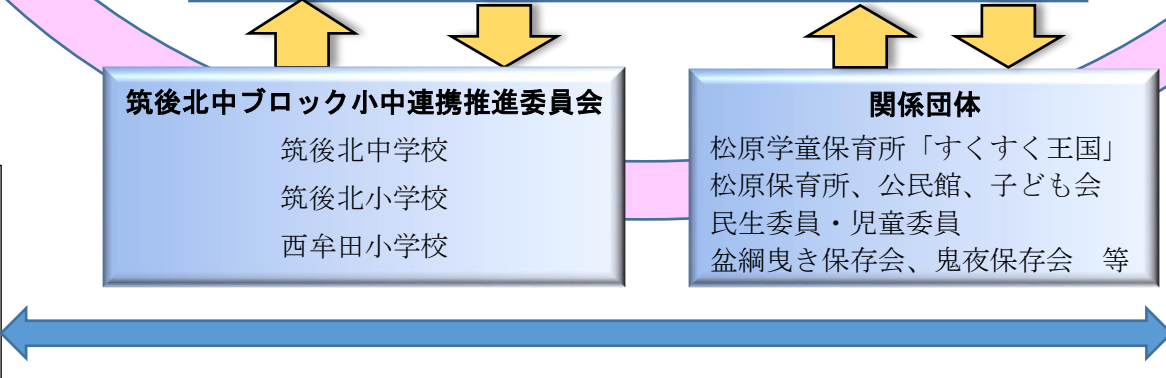 筑後北中ブロック小中連携推進委員会
筑後北中学校
筑後北小学校
西牟田小学校
関係団体
松原学童保育所「すくすく王国」
松原保育所、公民館、子ども会
民生委員・児童委員
盆綱曳き保存会、鬼夜保存会　等